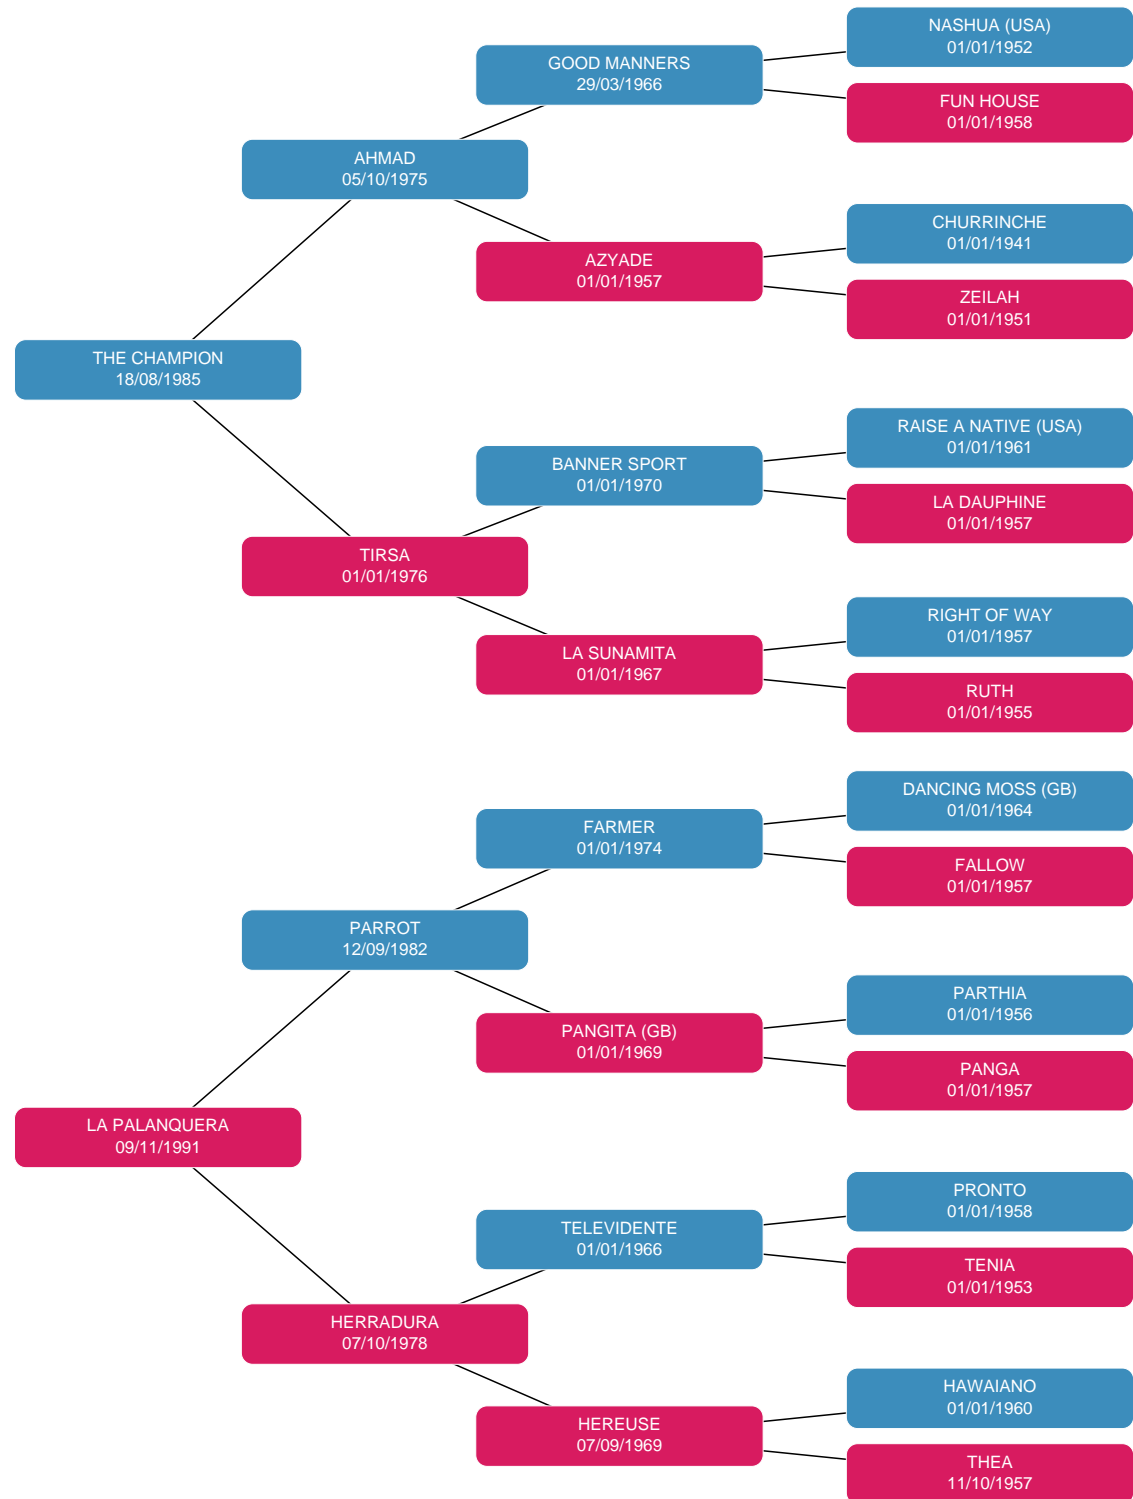 NASHUA (USA)
01/01/1952
GOOD MANNERS
29/03/1966
FUN HOUSE
01/01/1958
AHMAD
05/10/1975
CHURRINCHE
01/01/1941
AZYADE
01/01/1957
ZEILAH
01/01/1951
THE CHAMPION
18/08/1985
RAISE A NATIVE (USA)
01/01/1961
BANNER SPORT
01/01/1970
LA DAUPHINE
01/01/1957
TIRSA
01/01/1976
RIGHT OF WAY
01/01/1957
LA SUNAMITA
01/01/1967
RUTH
01/01/1955
DANCING MOSS (GB)
01/01/1964
FARMER
01/01/1974
FALLOW
01/01/1957
PARROT
12/09/1982
PARTHIA
01/01/1956
PANGITA (GB)
01/01/1969
PANGA
01/01/1957
LA PALANQUERA
09/11/1991
PRONTO
01/01/1958
TELEVIDENTE
01/01/1966
TENIA
01/01/1953
HERRADURA
07/10/1978
HAWAIANO
01/01/1960
HEREUSE
07/09/1969
THEA
11/10/1957